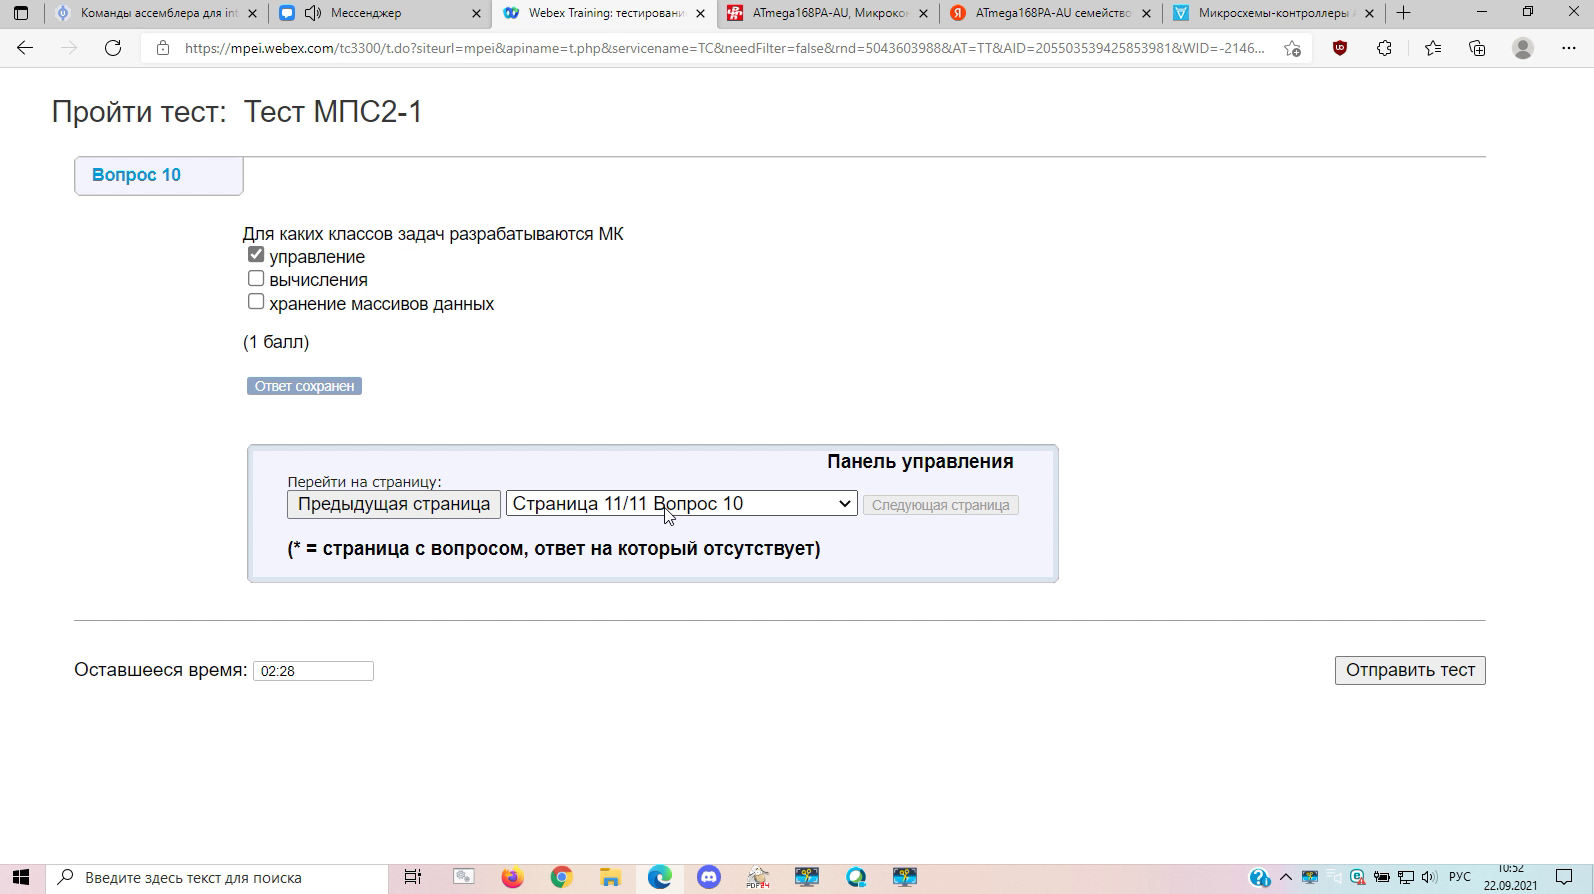 Команды ассемблера для int
Мессенджер
Webex Training: тестировани
ATmega168PA-AU, Микрокон
ATmega168PA-AU семейство
Микросхемы-контроллеры A
https://mpei.webex.com/tc3300/t.do?siteurl=mpei&apiname=t.php&servicename=TC&needFilter=false&rnd=5043603988&AT=TT&AID=205503539425853981&WID=-2146...
Пройти тест: Тест МПС2-1
Вопрос 10
Для каких классов задач разрабатываются МК
управление
вычисления
хранение массивов данных
(1 балл)
Ответ сохранен
Панель управления
Перейти на страницу:
Предыдущая страница Страница 11/11 Вопрос 10 Следующая страница
(* = страница с вопросом, ответ на который отсутствует)
Оставшееся время: 02:28 Отправить тест
Введите здесь текст для поиска
PDF24
РУС
10:52
22.09.2021